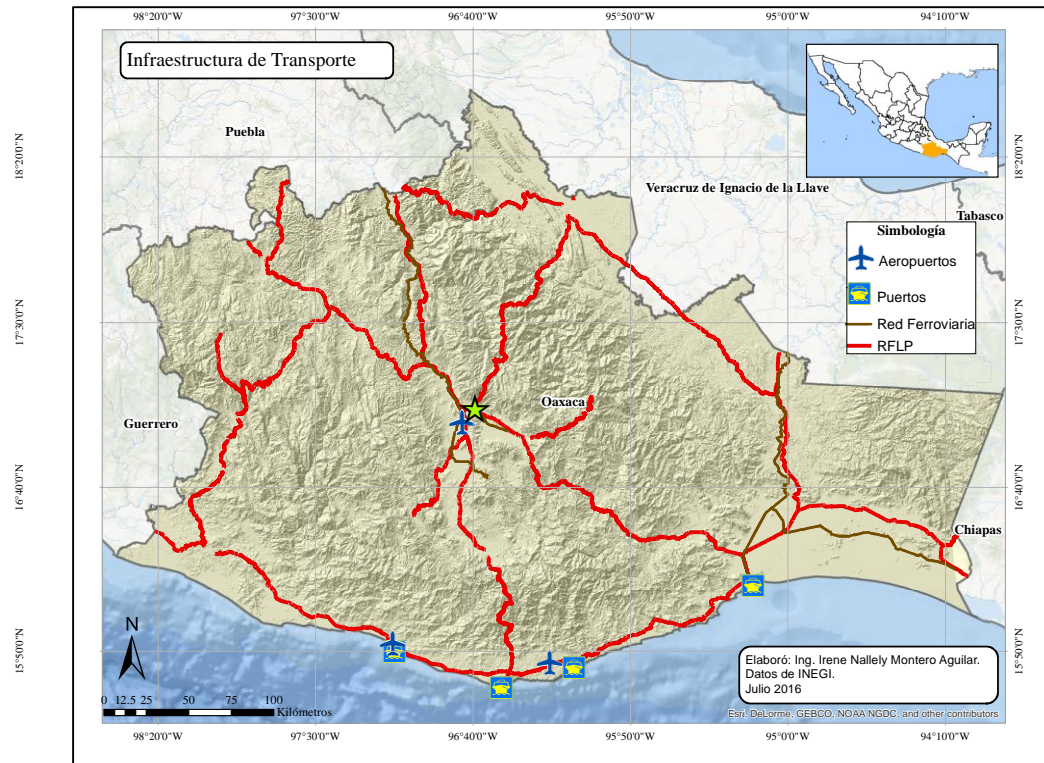 98°20'0"W 97°30'0"W 96°40'0"W 95°50'0"W 95°0'0"W 94°10'0"W
Infraestructura de Transporte
Puebla
18°20'0"N
18°20'0"N
Veracruz de Ignacio de la Llave
Tabasco
Simbología
Aeropuertos
Puertos
Red Ferroviaria
RFLP
17°30'0"N
17°30'0"N
Oaxaca
Guerrero
16°40'0"N
16°40'0"N
Chiapas
N
15°50'0"N
15°50'0"N
Elaboró: Ing. Irene Nallely Montero Aguilar.
Datos de INEGI.
Julio 2016
0 12.5 25 50 75 100
Kilómetros
Esri, DeLorme, GEBCO, NOAA NGDC, and other contributors
98°20'0"W 97°30'0"W 96°40'0"W 95°50'0"W 95°0'0"W 94°10'0"W